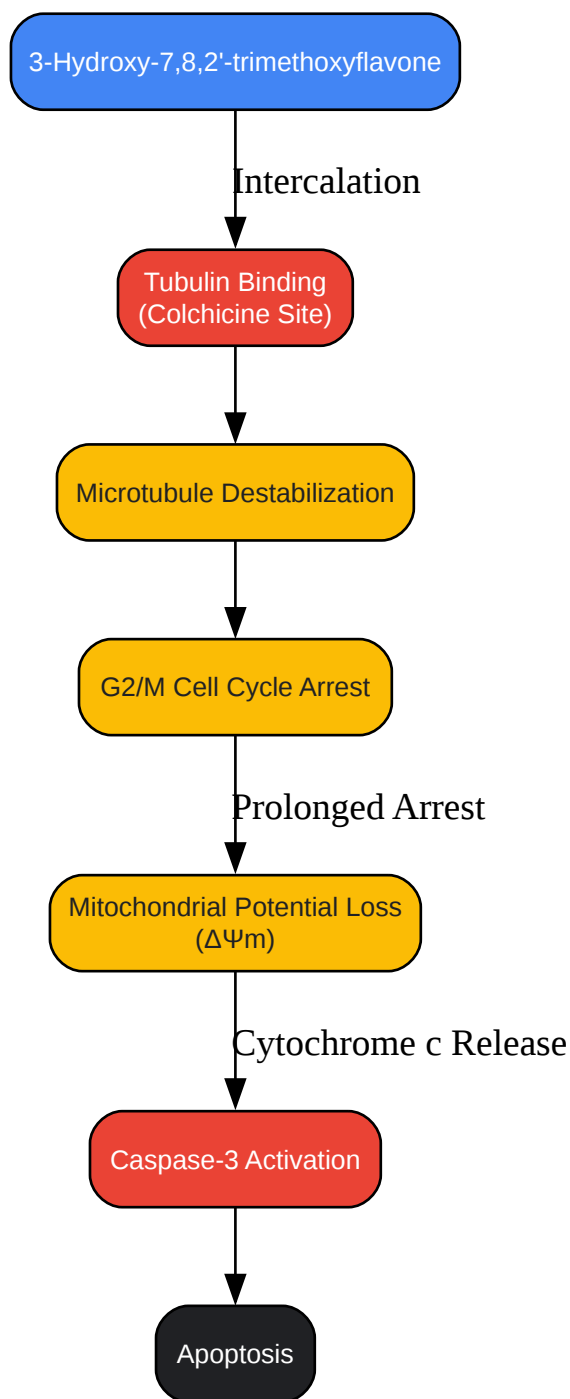 3-Hydroxy-7,8,2'-trimethoxyflavone
Intercalation
Tubulin Binding
(Colchicine Site)
Microtubule Destabilization
G2/M Cell Cycle Arrest
Prolonged Arrest
Mitochondrial Potential Loss
(ΔΨm)
Cytochrome c Release
Caspase-3 Activation
Apoptosis